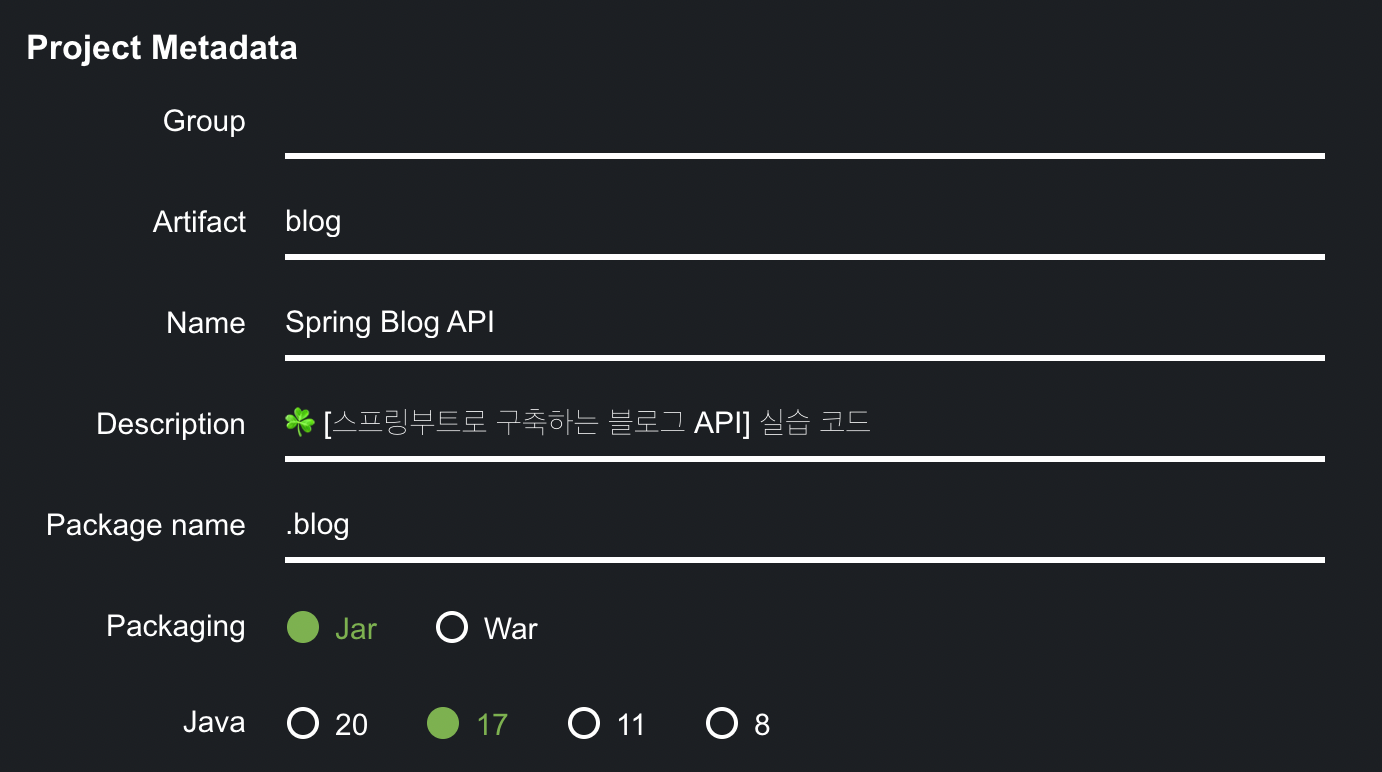 Project Metadata
Group
Artifact blog
Name Spring Blog API
Description ☘️ [스프링부트로 구축하는 블로그 API] 실습 코드
Package name .blog
Packaging Jar War
Java 20 17 11 8